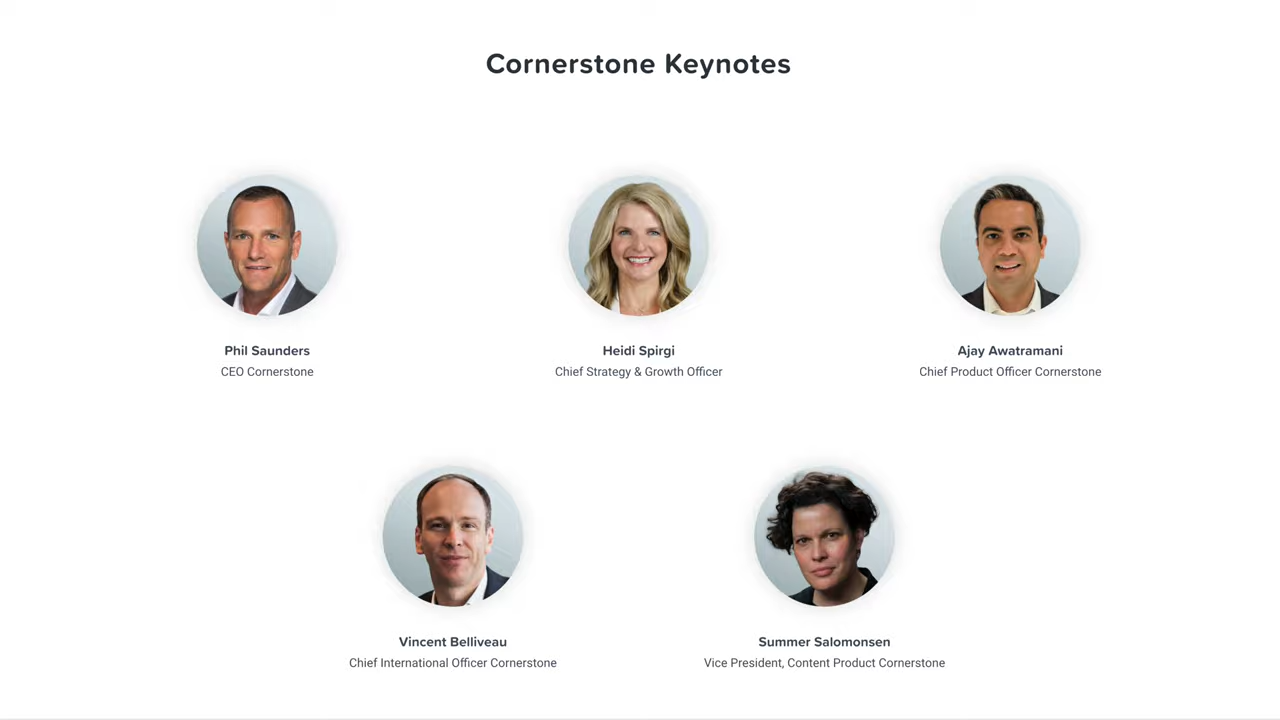 Cornerstone Keynotes
Phil Saunders
CEO Cornerstone
Heidi Spirgi
Chief Strategy & Growth Officer
Ajay Awatramani
Chief Product Officer Cornerstone
Vincent Belliveau
Chief International Officer Cornerstone
Summer Salomonsen
Vice President, Content Product Cornerstone